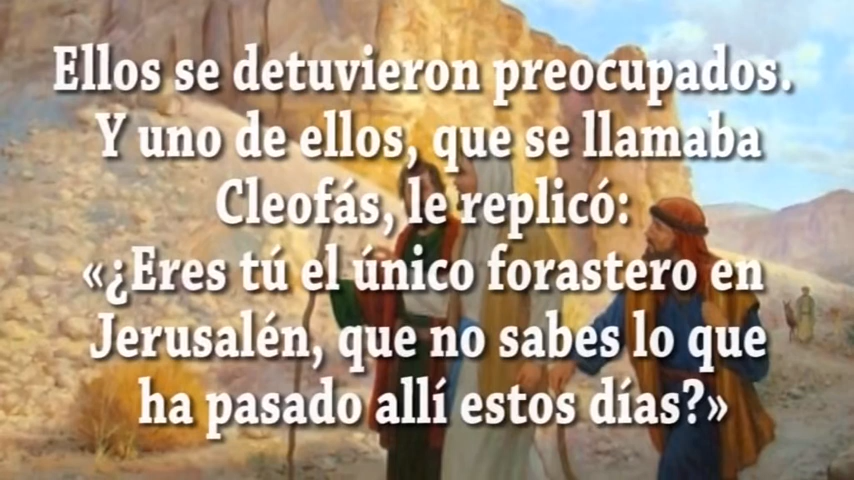 Ellos se detuvieron preocupados.
Y uno de ellos, que se llamaba
Cleofás, le replicó:
«¿Eres tú el único forastero en
Jerusalén, que no sabes lo que
ha pasado allí estos días?»